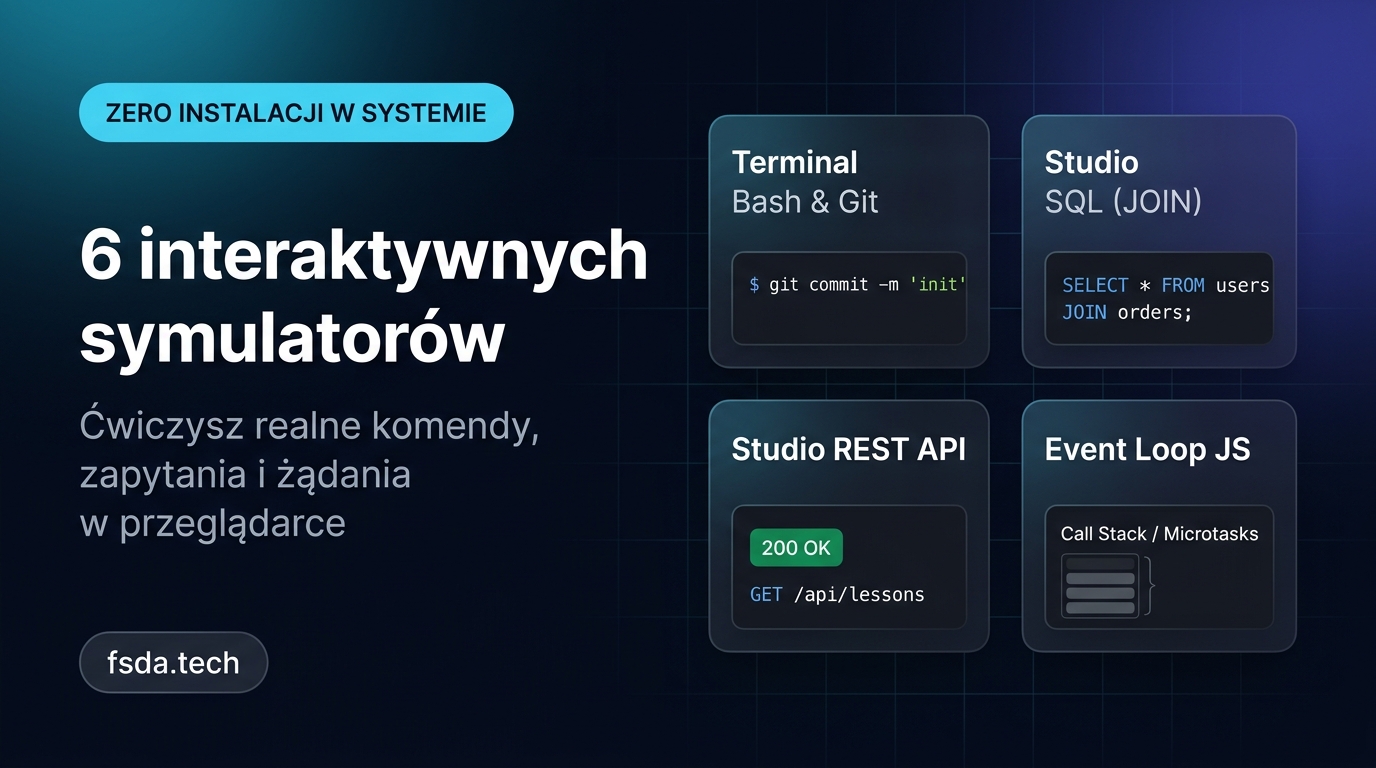 ZERO INSTALACJI W SYSTEMIE
6 interaktywnych
symulatorów
Ćwiczysz realne komendy,
zapytania i żądania
w przeglądarce
fsda.tech
Terminal
Bash & Git
$ git commit -m 'init'
Studio
SQL (JOIN)
SELECT * FROM users
JOIN orders;
Studio REST API
200 OK
GET /api/lessons
Event Loop JS
Call Stack / Microtasks